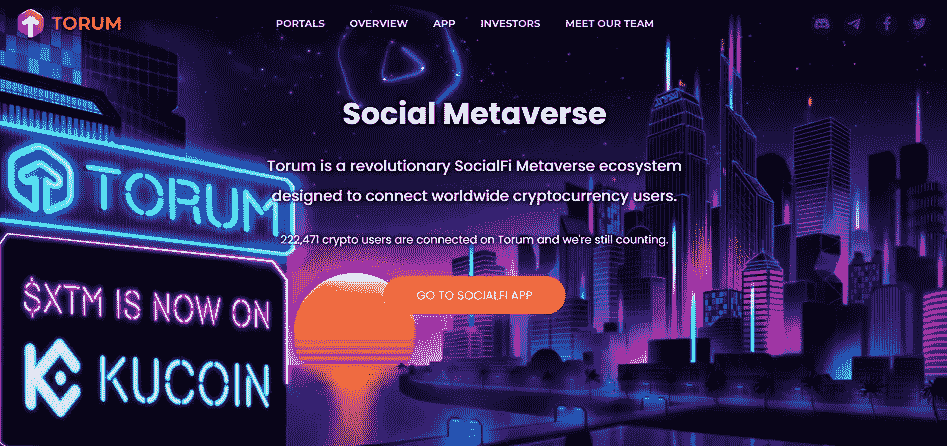 TORUM
PORTALS OVERVIEW APP INVESTORS MEET OUR TEAM
Social Metaverse
Torum is a revolutionary SocialFi Metaverse ecosystem
designed to connect worldwide cryptocurrency users.
222,471 crypto users are connected on Torum and we're still counting.
GO TO SOCIALFI APP
TORUM
$XTM IS NOW ON
KUCOIN